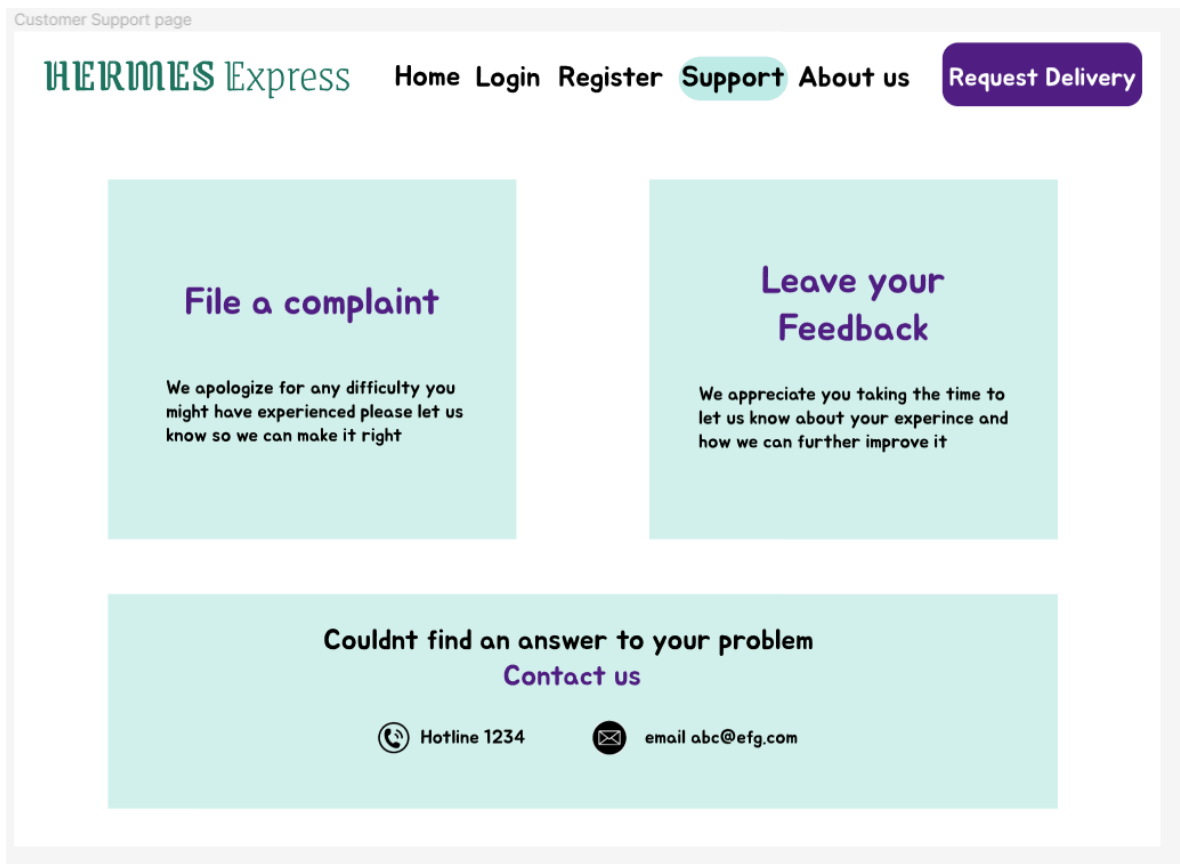 Customer Support page
HERMES Express Home Login Register Support About us Request Delivery
File a complaint
We apologize for any difficulty you
might have experienced please let us
know so we can make it right
Leave your
Feedback
We appreciate you taking the time to
let us know about your experince and
how we can further improve it
Couldnt find an answer to your problem
Contact us
Hotline 1234 email abc@efg.com